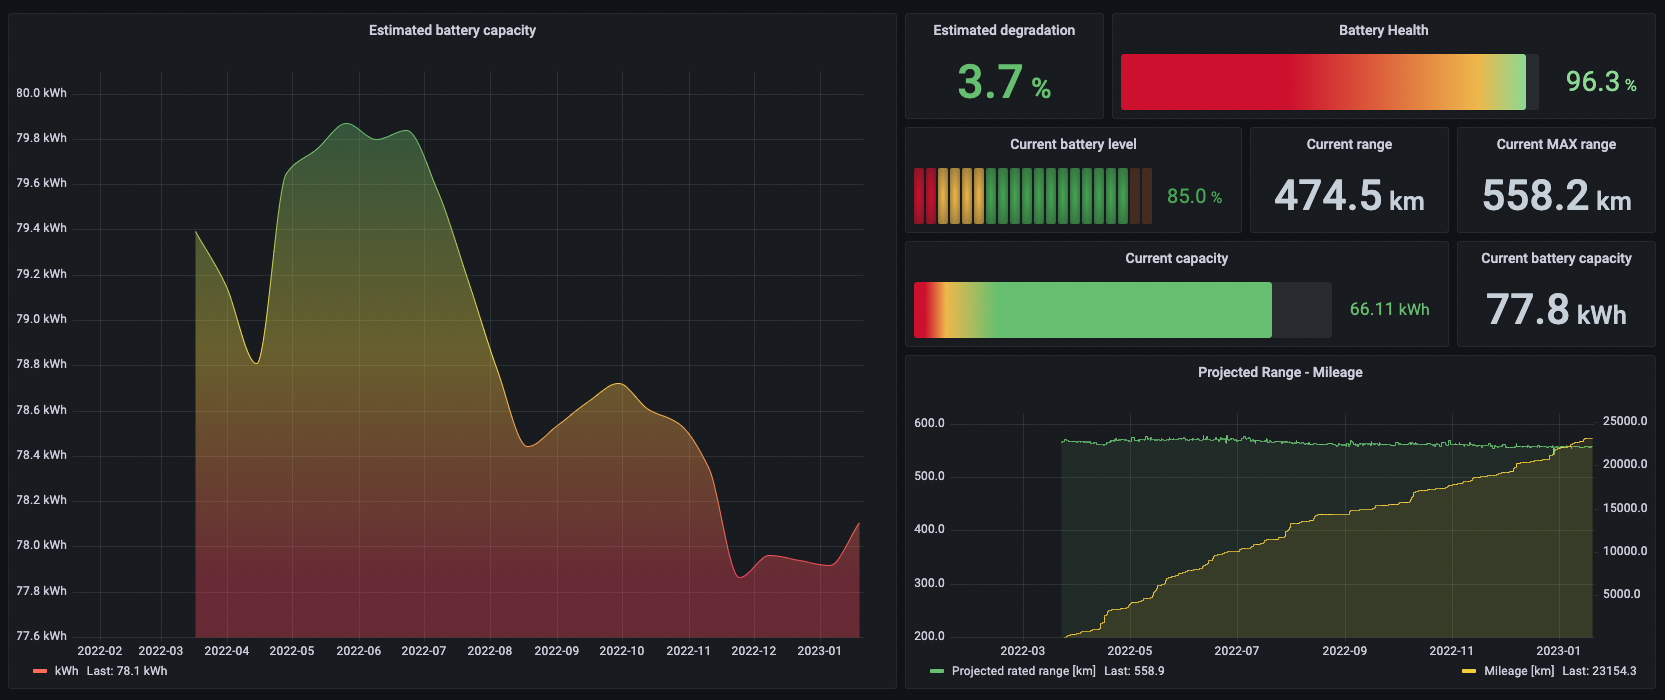 Estimated battery capacity
80.0 kWh
79.8 kWh
79.6 kWh
79.4 kWh
79.2 kWh
79.0 kWh
78.8 kWh
78.6 kWh
78.4 kWh
78.2 kWh
78.0 kWh
77.8 kWh
77.6 kWh
2022-02 2022-03 2022-04 2022-05 2022-06 2022-07 2022-08 2022-09 2022-10 2022-11 2022-12 2023-01
kWh Last: 78.1 kWh
Estimated degradation
3.7 %
Battery Health
96.3 %
Current battery level
85.0 %
Current range
474.5 km
Current MAX range
558.2 km
Current capacity
66.11 kWh
Current battery capacity
77.8 kWh
Projected Range - Mileage
600.0
500.0
400.0
300.0
200.0
25000.0
20000.0
15000.0
10000.0
5000.0
2022-03 2022-05 2022-07 2022-09 2022-11 2023-01
Projected rated range [km] Last: 558.9
Mileage [km] Last: 23154.3